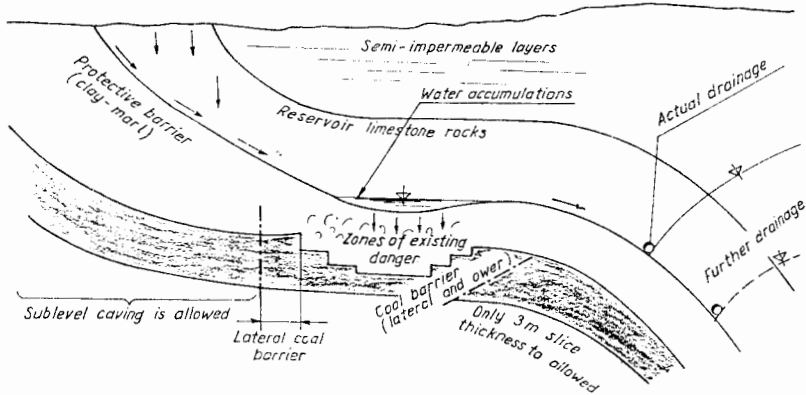 Semi-impermeable layers
Water accumulations
Protective barrier
(clay-marl)
Reservoir limestone rocks
Actual drainage
Further drainage
Zones of existing
danger
Coal barrier
(lateral and ower)
Only 3m slice
thickness to allowed
Sublevel caving is allowed
Lateral coal
barrier